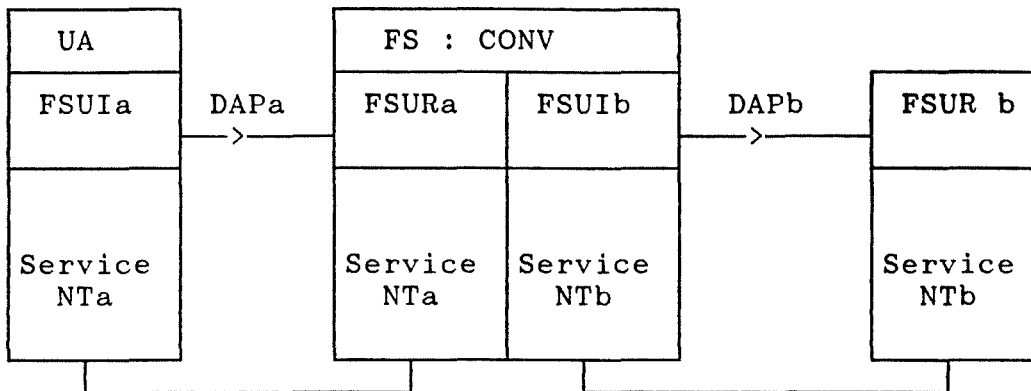 UA
FS : CONV
FSUIa
DAPa
FSURa
FSUIb
DAPb
FSUR b
Service
NTa
Service
NTa
Service
NTb
Service
NTb